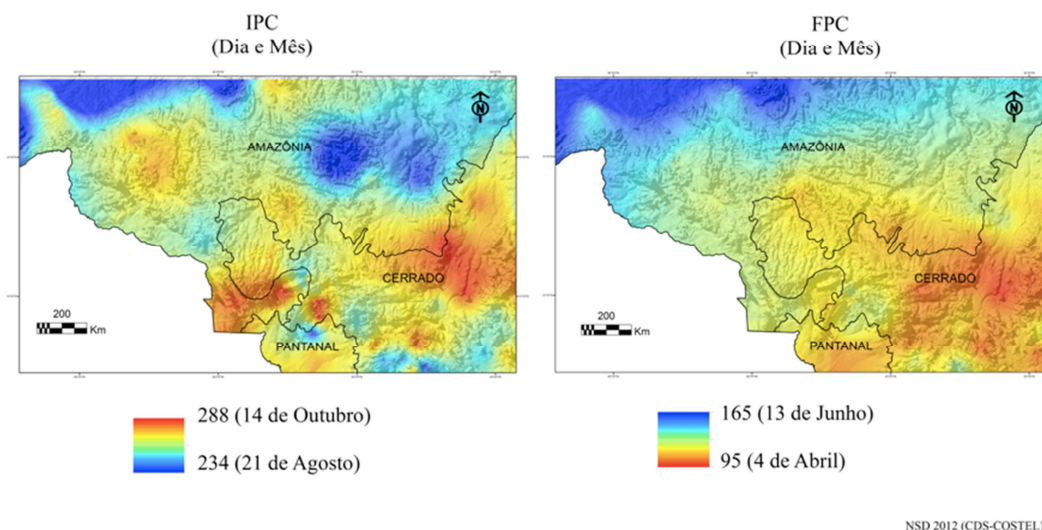 IPC
(Dia e Mês)
FPC
(Dia e Mês)
N
AMAZÔNIA
CERRADO
PANTANAL
200
Km
N
AMAZÔNIA
CERRADO
PANTANAL
200
Km
288 (14 de Outubro)
234 (21 de Agosto)
165 (13 de Junho)
95 (4 de Abril)
NSD 2012 (CDS-COSTEL)